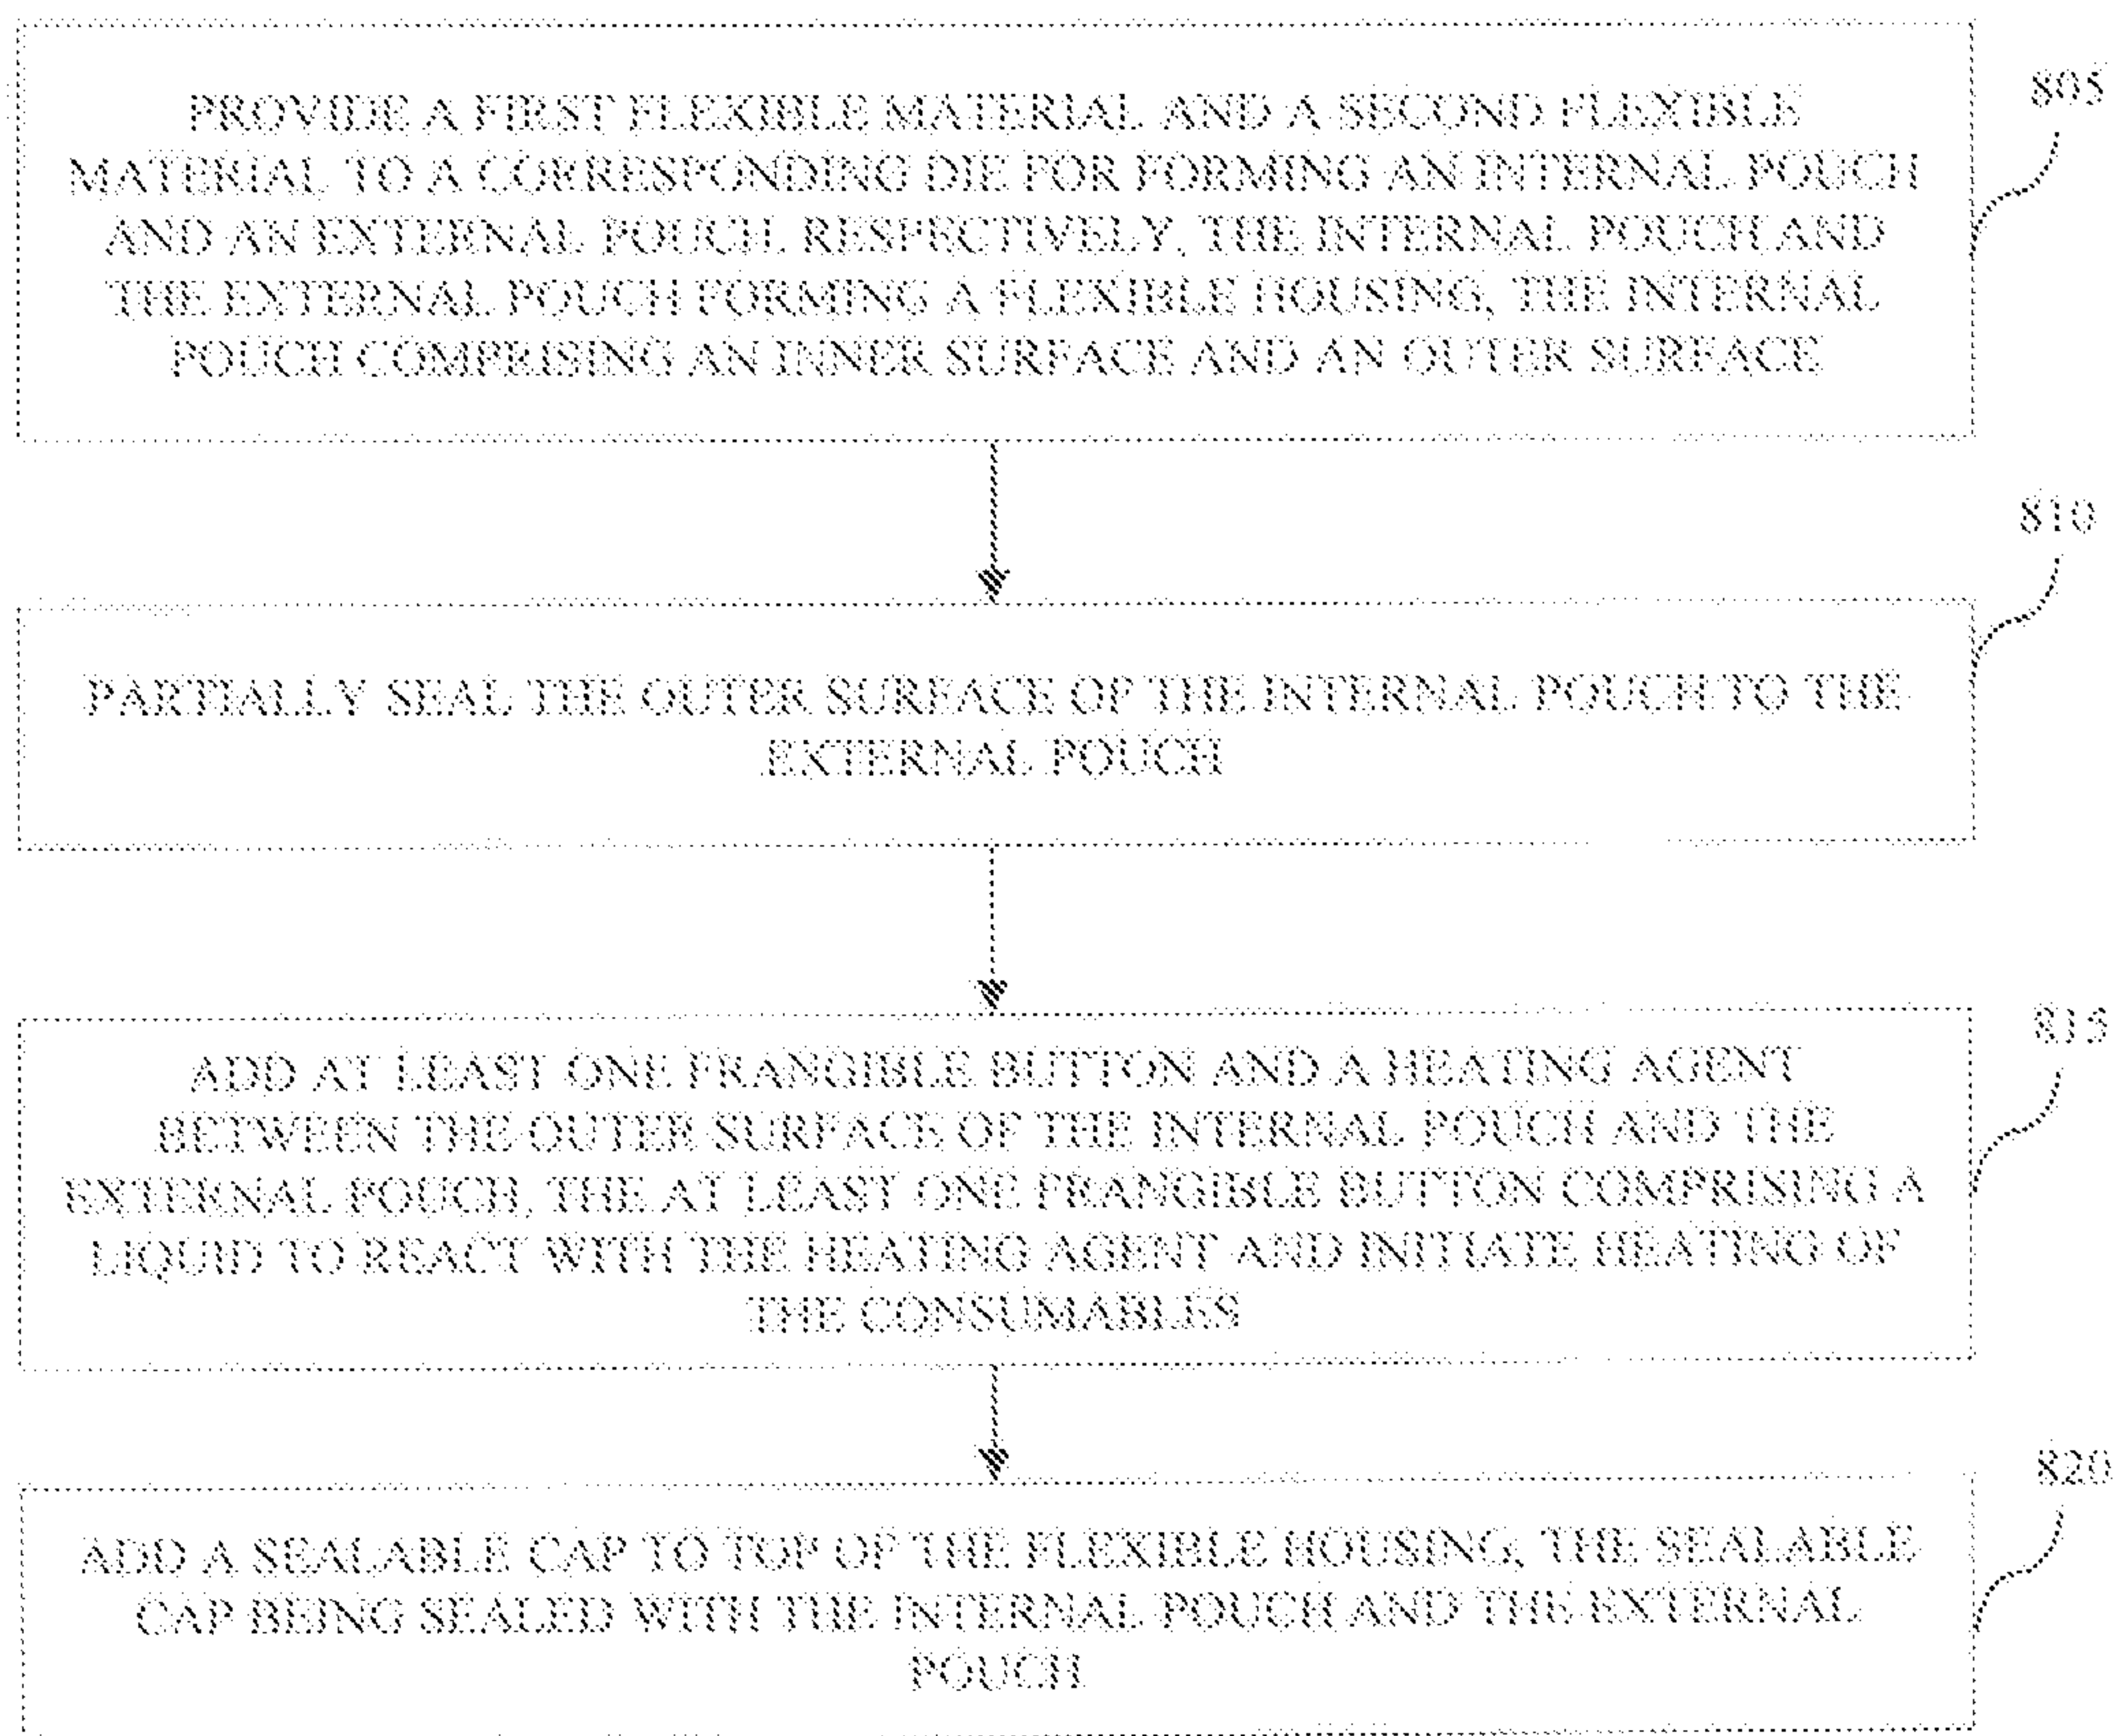 805
PROVIDE A FIRST FLEXIBLE MATERIAL AND A SECOND FLEXIBLE
MATERIAL TO A CORRESPONDING DIE FOR FORMING AN INTERNAL POUCH
AND AN EXTERNAL POUCH, RESPECTIVELY, THE INTERNAL POUCH AND
THE EXTERNAL POUCH FORMING A FLEXIBLE HOUSING, THE INTERNAL
POUCH COMPRISING AN INNER SURFACE AND AN OUTER SURFACE
810
PARTIALLY SEAL THE OUTER SURFACE OF THE INTERNAL POUCH TO THE
EXTERNAL POUCH
815
ADD AT LEAST ONE FRANGIBLE BUTTON AND A HEATING AGENT
BETWEEN THE OUTER SURFACE OF THE INTERNAL POUCH AND THE
EXTERNAL POUCH, THE AT LEAST ONE FRANGIBLE BUTTON COMPRISING A
LIQUID TO REACT WITH THE HEATING AGENT AND INITIATE HEATING OF
THE CONSUMABLES
820
ADD A SEALABLE CAP TO TOP OF THE FLEXIBLE HOUSING, THE SEALABLE
CAP BEING SEALED WITH THE INTERNAL POUCH AND THE EXTERNAL
POUCH